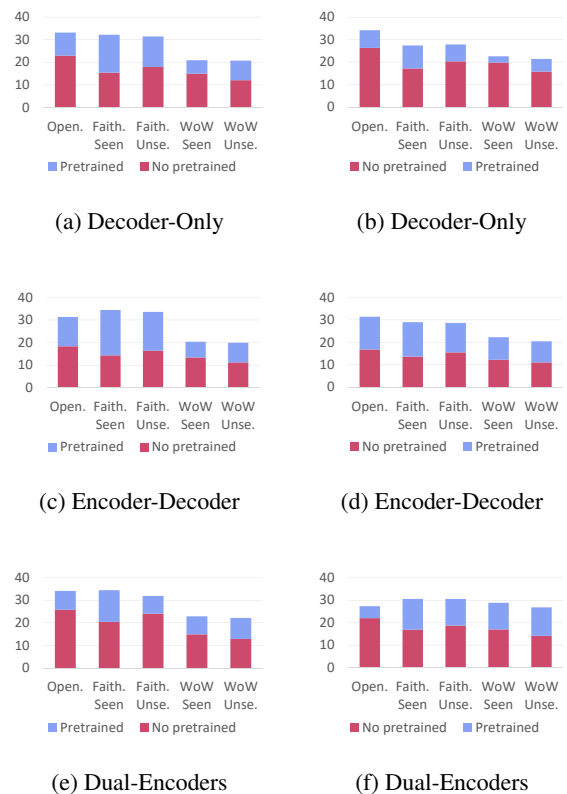 40
30
20
10
0
Open. Faith. Faith. WoW WoW
Seen Unse. Seen Unse.
Pretrained No pretrained
(a) Decoder-Only
40
30
20
10
0
Open. Faith. Faith. WoW WoW
Seen Unse. Seen Unse.
No pretrained Pretrained
(b) Decoder-Only
40
30
20
10
0
Open. Faith. Faith. WoW WoW
Seen Unse. Seen Unse.
Pretrained No pretrained
(c) Encoder-Decoder
40
30
20
10
0
Open. Faith. Faith. WoW WoW
Seen Unse. Seen Unse.
No pretrained Pretrained
(d) Encoder-Decoder
40
30
20
10
0
Open. Faith. Faith. WoW WoW
Seen Unse. Seen Unse.
No pretrained Pretrained
(e) Dual-Encoders
40
30
20
10
0
Open. Faith. Faith. WoW WoW
Seen Unse. Seen Unse.
No pretrained Pretrained
(f) Dual-Encoders